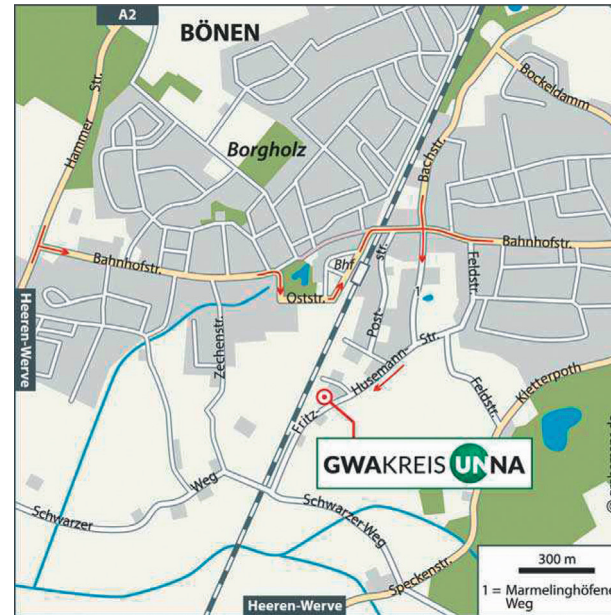 A2
BÖNEN
Hammer Str.
Borgholz
Bockeldamm
Bachstr.
Bahnhofstr.
Bahnhofstr.
Bhf
Oststr.
Post-
str.
Feldstr.
1
Heeren-Werve
Zechenstr.
Fritz-
Husemann-
Str.
Feldstr.
Kletterpoth
GWAKREIS UNNA
Schwarzer
Weg
Schwarzer Weg
Speckenstr.
300 m
1 = Marmelinghöfen
Weg
Heeren-Werve